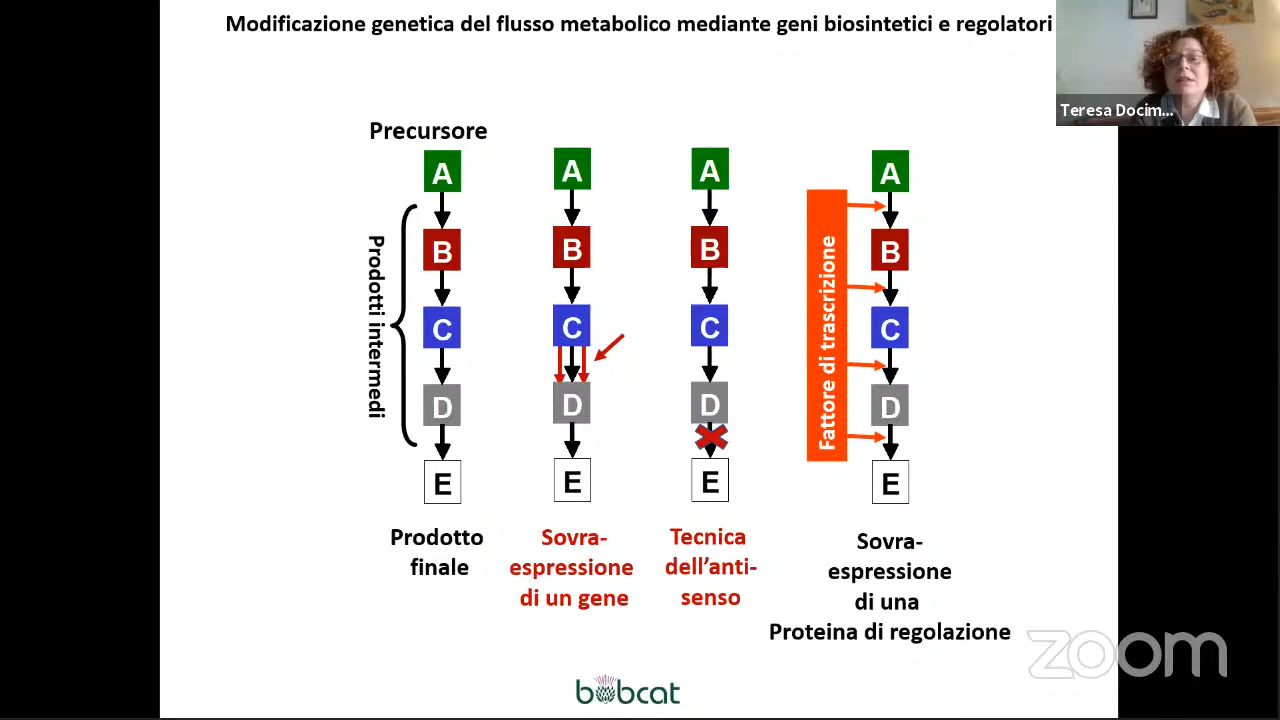 Modificazione genetica del flusso metabolico mediante geni biosintetici e regolatori
Teresa Docim...
Precursore
A
B
C
D
E
Prodotti intermedi
Prodotto
finale
A
B
C
D
E
Sovra-
espressione
di un gene
A
B
C
D
E
Tecnica
dell'anti-
senso
Fattore di trascrizione
A
B
C
D
E
Sovra-
espressione
di una
Proteina di regolazione
bobcat
zoom